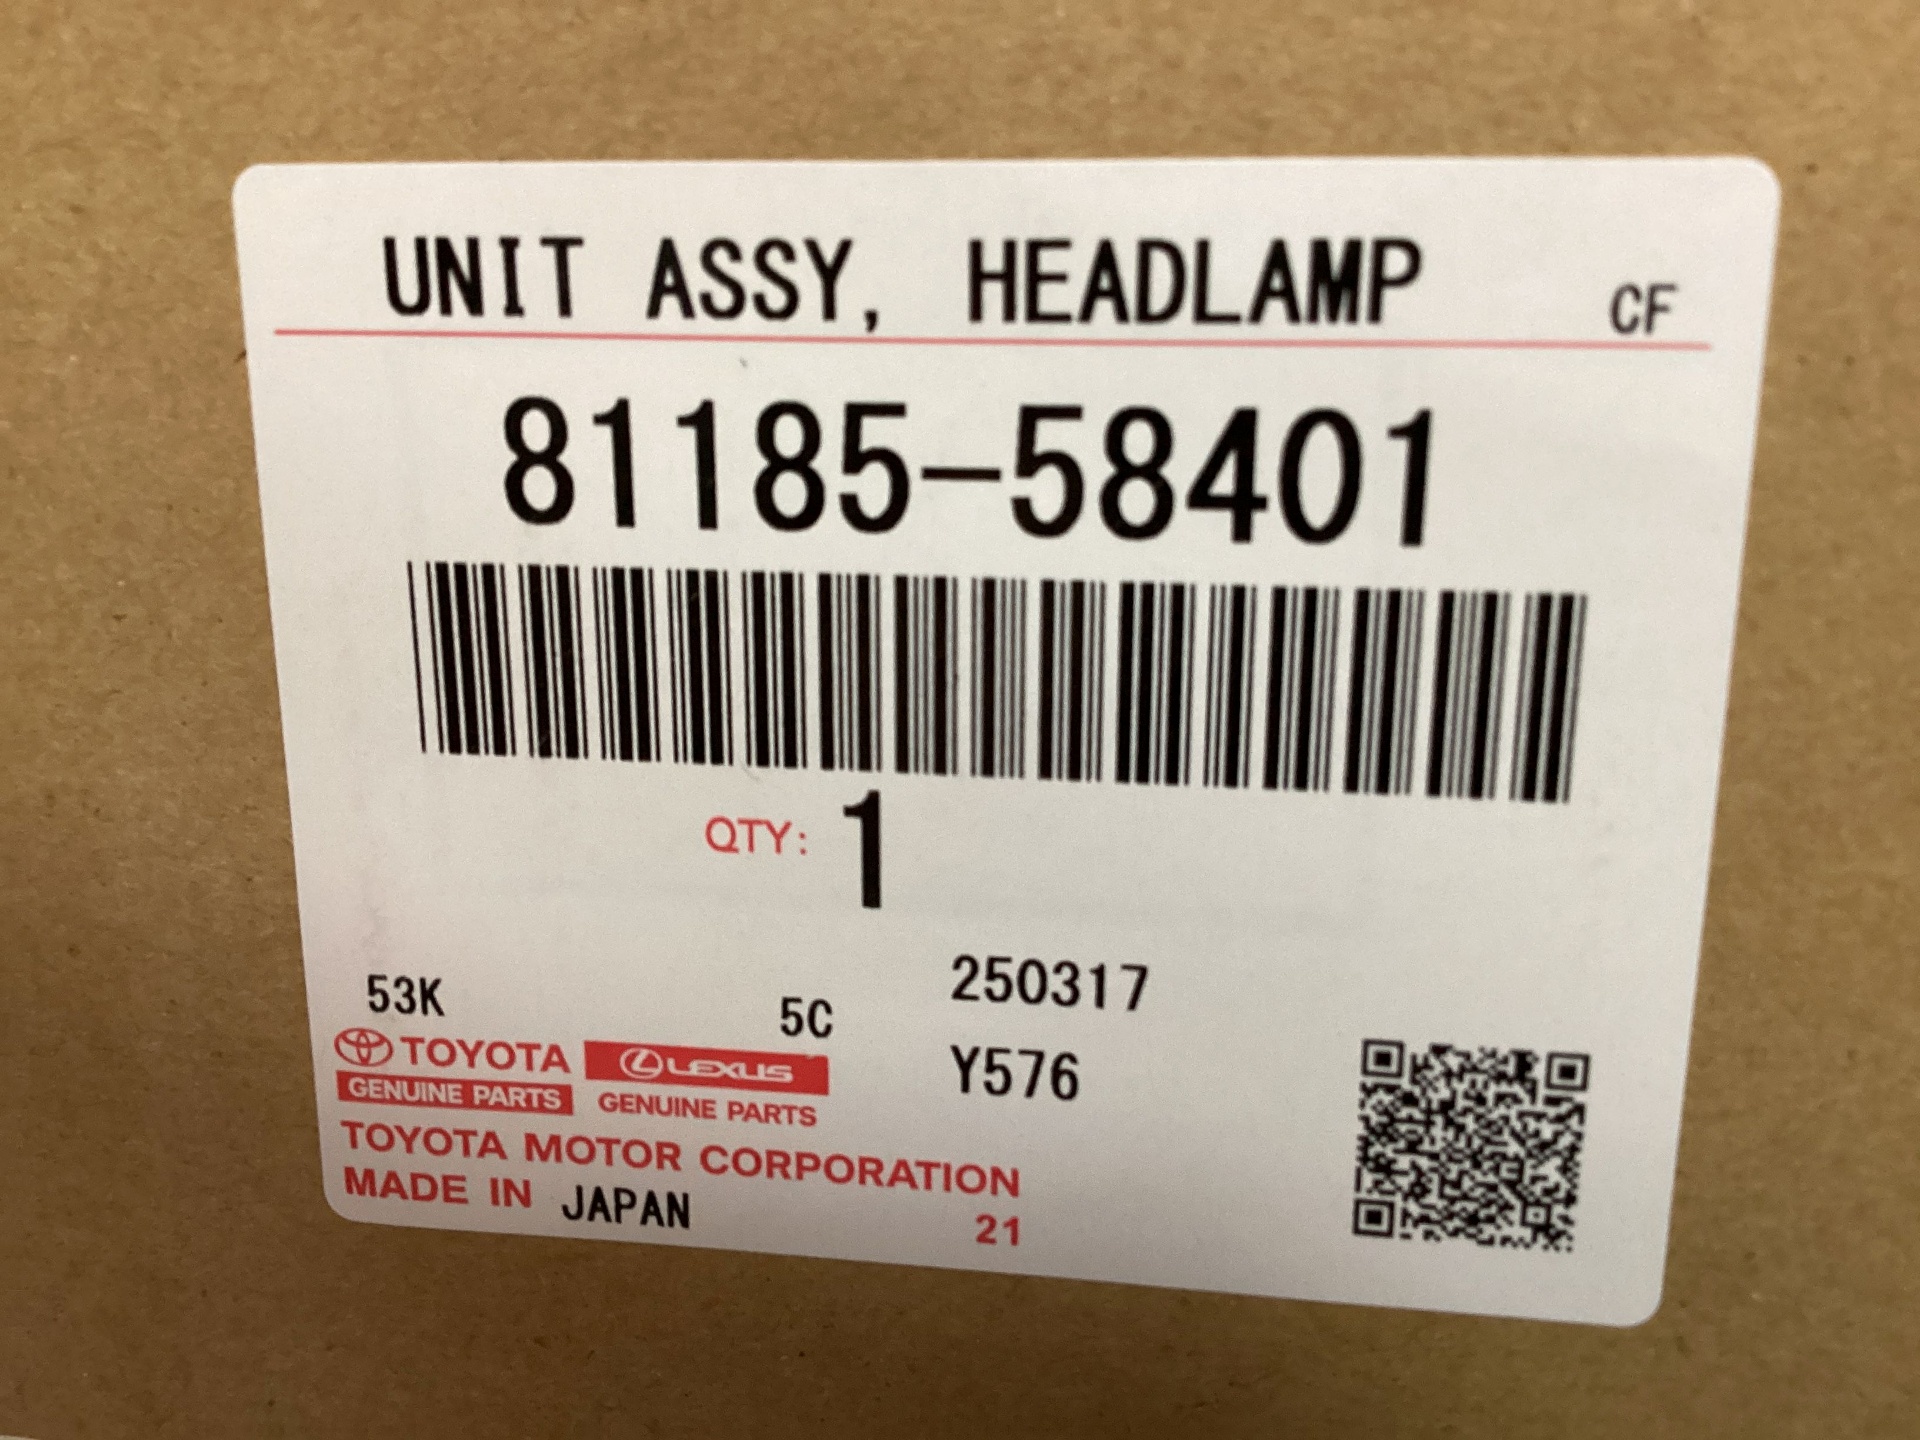 UNIT ASSY, HEADLAMP CF
81185-58401
QTY: 1
53K 5C 250317
TOYOTA LEXUS Y576
GENUINE PARTS GENUINE PARTS
TOYOTA MOTOR CORPORATION
MADE IN JAPAN 21